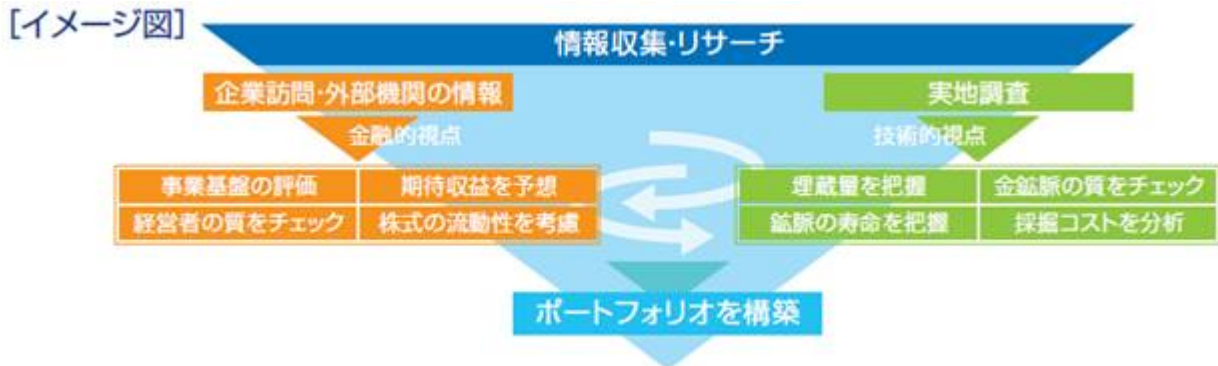 [イメージ図]
情報収集・リサーチ
企業訪問・外部機関の情報
金融的視点
事業基盤の評価
期待収益を予想
経営者の質をチェック
株式の流動性を考慮
実地調査
技術的視点
埋蔵量を把握
金鉱脈の質をチェック
鉱脈の寿命を把握
採掘コストを分析
ポートフォリオを構築